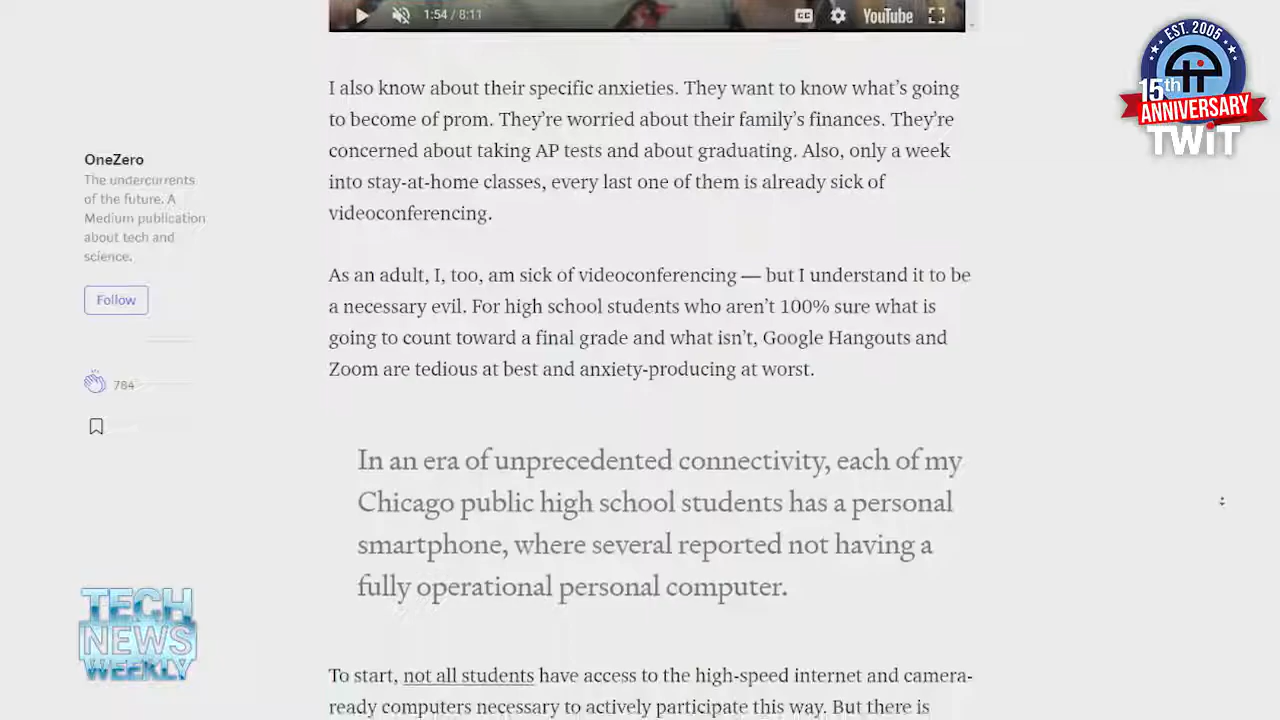 1:54 / 8:11
CC
YouTube
EST. 2005
15th
ANNIVERSARY
TWiT
I also know about their specific anxieties. They want to know what’s going
to become of prom. They’re worried about their family’s finances. They’re
concerned about taking AP tests and about graduating. Also, only a week
into stay-at-home classes, every last one of them is already sick of
videoconferencing.
OneZero
The undercurrents
of the future. A
Medium publication
about tech and
science.
Follow
784
As an adult, I, too, am sick of videoconferencing — but I understand it to be
a necessary evil. For high school students who aren’t 100% sure what is
going to count toward a final grade and what isn’t, Google Hangouts and
Zoom are tedious at best and anxiety-producing at worst.
In an era of unprecedented connectivity, each of my
Chicago public high school students has a personal
smartphone, where several reported not having a
fully operational personal computer.
TECH
NEWS
WEEKLY
To start, not all students have access to the high-speed internet and camera-
ready computers necessary to actively participate this way. But there is